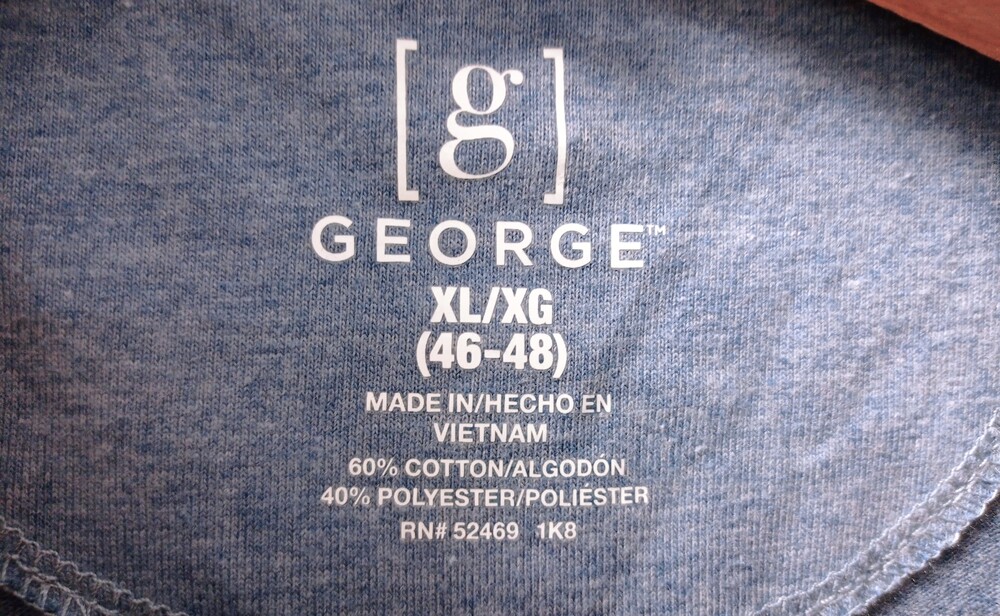 [g]
GEORGE™
XL/XG
(46-48)
MADE IN/HECHO EN
VIETNAM
60% COTTON/ALGODÓN
40% POLYESTER/POLIÉSTER
RN# 52469 1K8